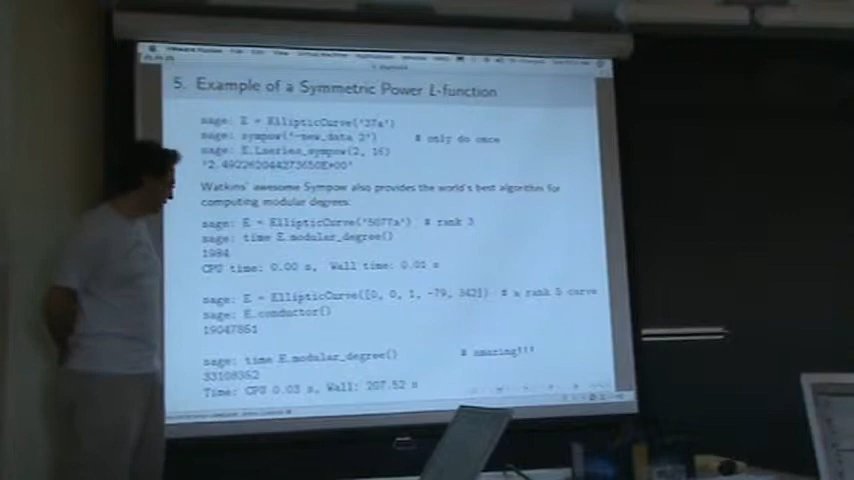 5. Example of a Symmetric Power L-function
sage: E = EllipticCurve('37a')
sage: sympow('-new_data 2') # only do once
sage: E.Lseries_sympow(2, 16)
'2.492262044273650E+00'
Watkins' awesome Sympow also provides the world's best algorithm for
computing modular degrees:
sage: E = EllipticCurve('5077a') # rank 3
sage: time E.modular_degree()
1984
CPU time: 0.00 s, Wall time: 0.01 s
sage: E = EllipticCurve([0, 0, 1, -79, 342]) # a rank 5 curve
sage: E.conductor()
19047851
sage: time E.modular_degree() # amazing!!!
33108352
Time: CPU 0.03 s, Wall: 207.52 s